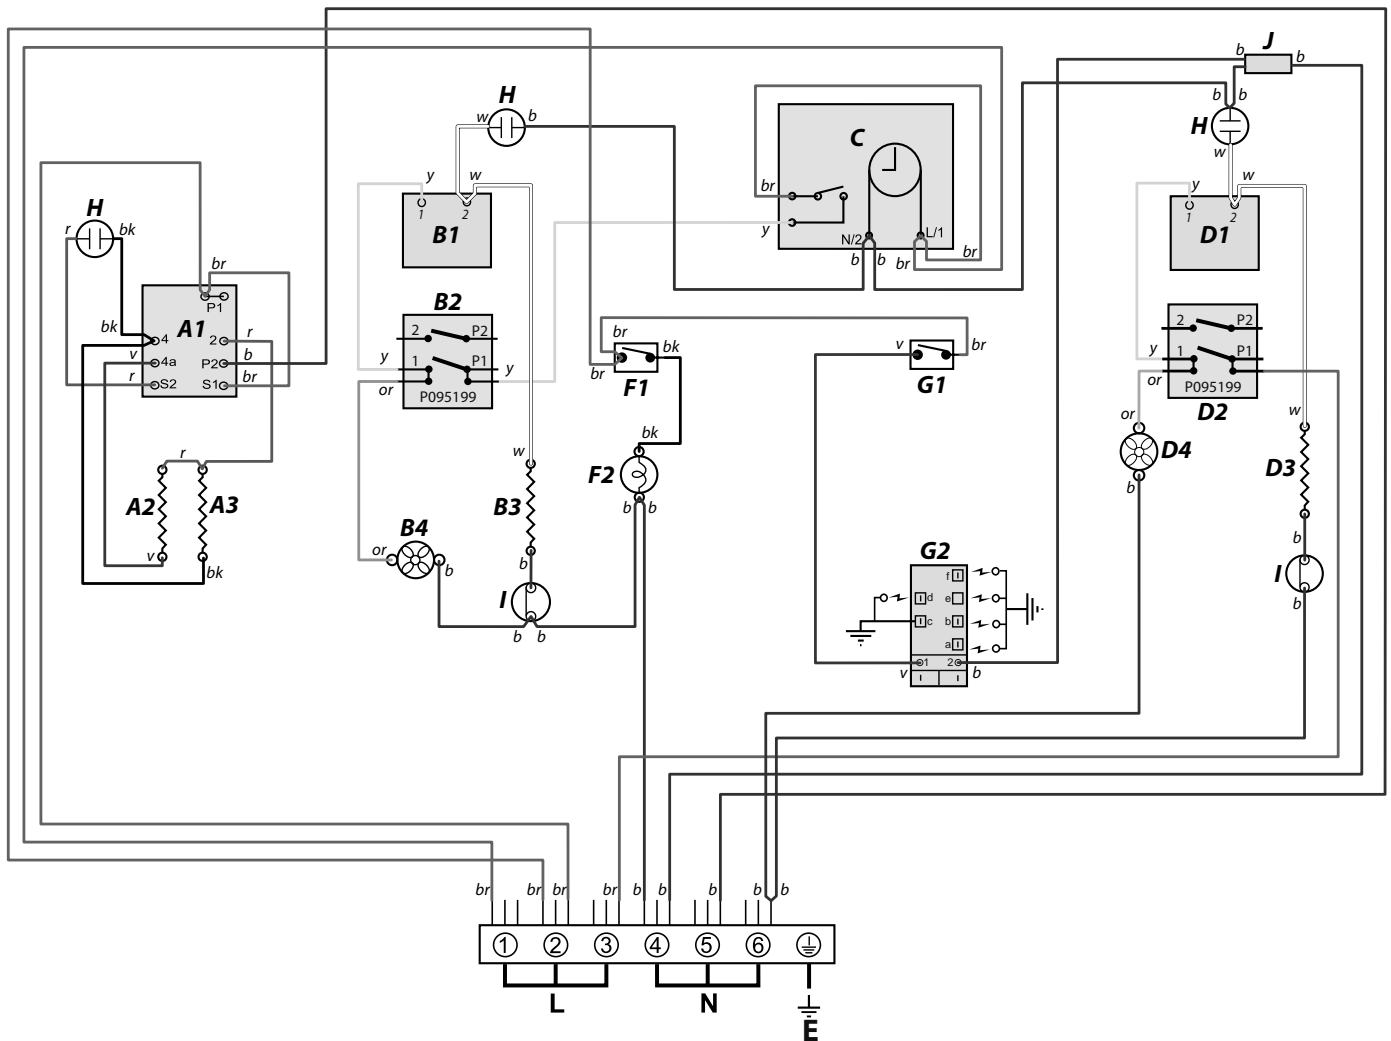 b J b
H
w b
b b
C
H
w
br
y
N/2 L/1
b b br br
y w
1 2
B1
y w
1 2
D1
H
r bk
br
P1
bk
4 A1 2 r
v 4a P2 b
r S2 S1 br
B2
2 P2
y 1 P1 y
or
P095199
br
bk
br
F1
v br
G1
2 P2
y 1 P1
or
P095199
D2
or
D4
b
w
D3
b
I
b
r
A2 A3
v bk
bk
F2
b b
w
B3
b
B4
or b
I
b b
G2
f
d e
c b
a
1 2
v b
br br br br b b b b
1 2 3 4 5 6
L N E